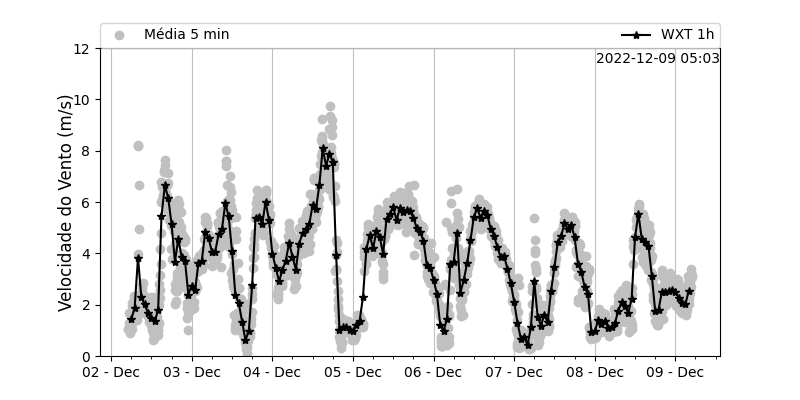 Média 5 min
WXT 1h
2022-12-09 05:03
Velocidade do Vento (m/s)
12
10
8
6
4
2
0
02 - Dec 03 - Dec 04 - Dec 05 - Dec 06 - Dec 07 - Dec 08 - Dec 09 - Dec